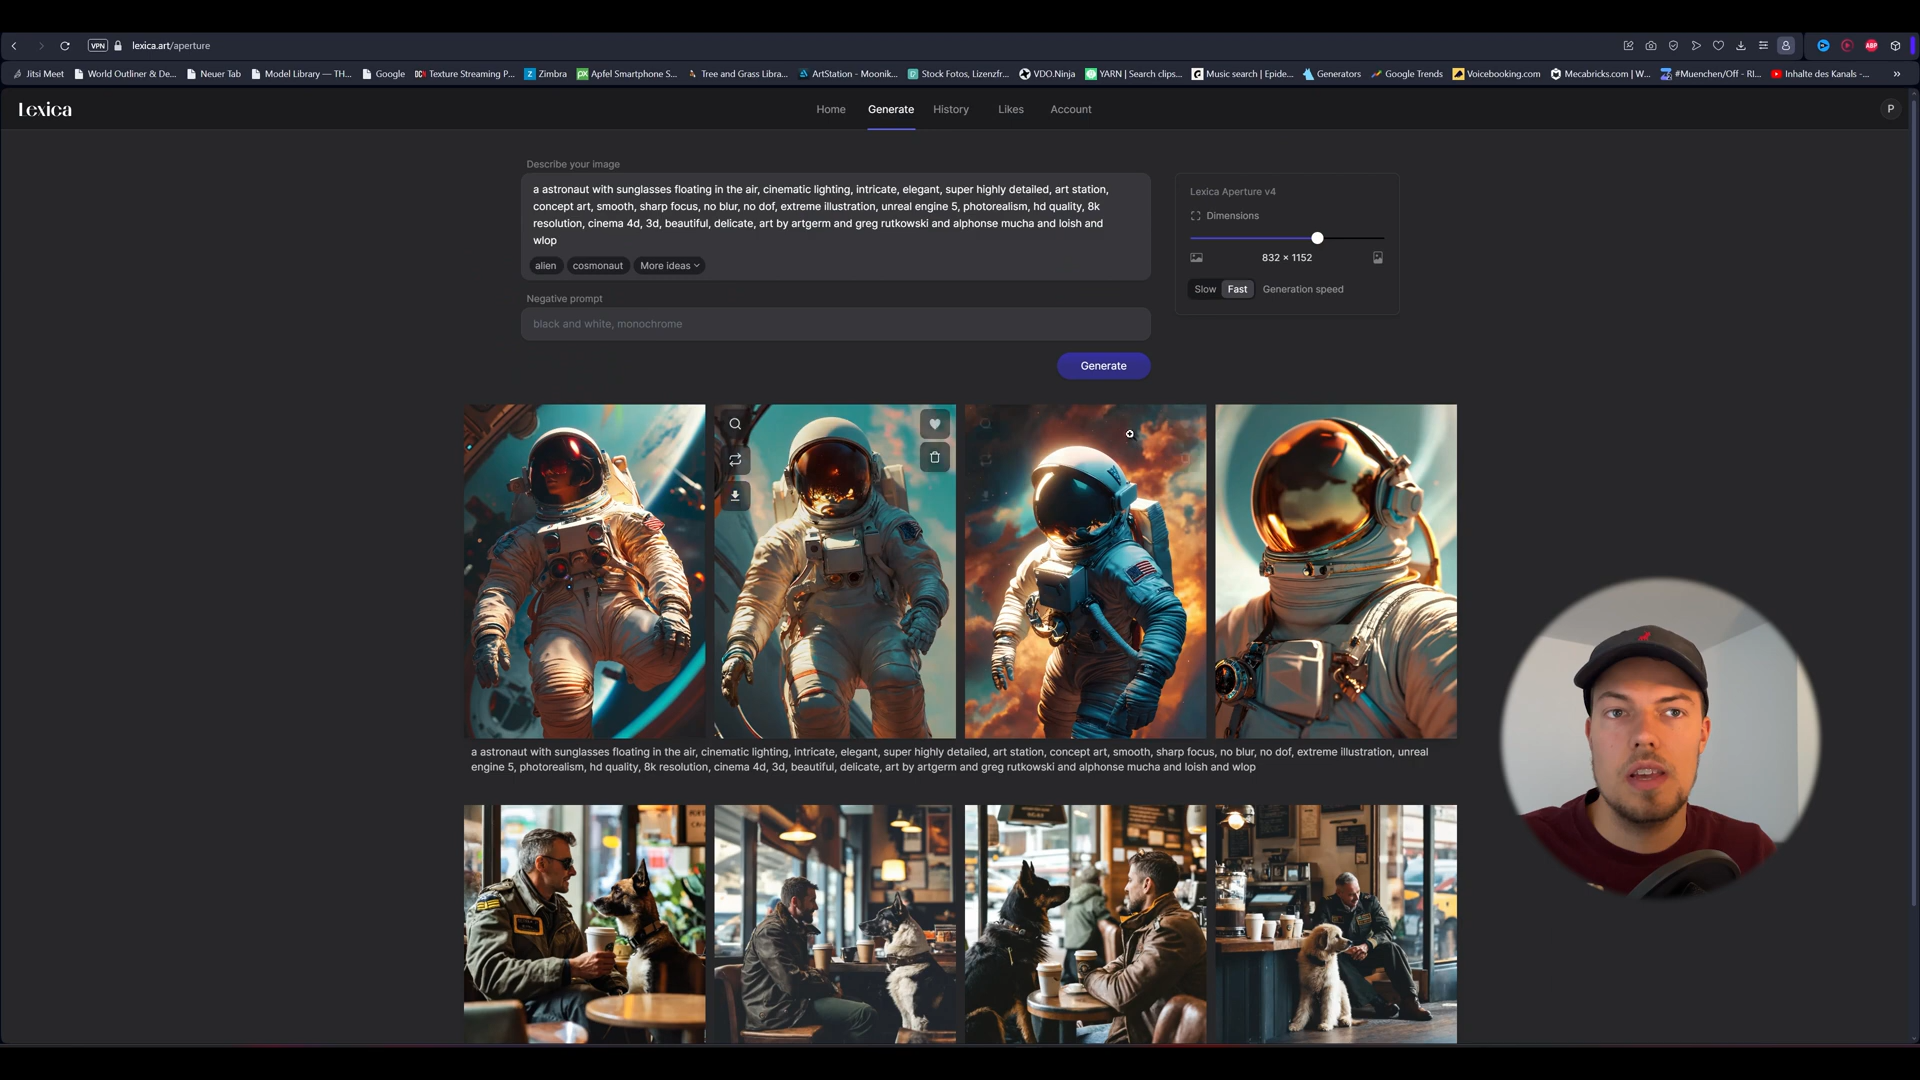 VPN lexica.art/aperture ABP
Jitsi Meet World Outliner & De... Neuer Tab Model Library — TH... Google Texture Streaming P... Zimbra Apfel Smartphone S... Tree and Grass Libra... ArtStation - Moonik... Stock Fotos, Lizenzfr... VDO.Ninja YARN | Search clips... Music search | Epide... Generators Google Trends Voicebooking.com Mecabricks.com | W... #Muenchen/Off - RI... Inhalte des Kanals -... »
Lexica Home Generate History Likes Account P
Describe your image
a astronaut with sunglasses floating in the air, cinematic lighting, intricate, elegant, super highly detailed, art station,
concept art, smooth, sharp focus, no blur, no dof, extreme illustration, unreal engine 5, photorealism, hd quality, 8k
resolution, cinema 4d, 3d, beautiful, delicate, art by artgerm and greg rutkowski and alphonse mucha and loish and
wlop
alien cosmonaut More ideas
Negative prompt
black and white, monochrome
Generate
Lexica Aperture v4
Dimensions
832 × 1152
Slow Fast Generation speed
a astronaut with sunglasses floating in the air, cinematic lighting, intricate, elegant, super highly detailed, art station, concept art, smooth, sharp focus, no blur, no dof, extreme illustration, unreal
engine 5, photorealism, hd quality, 8k resolution, cinema 4d, 3d, beautiful, delicate, art by artgerm and greg rutkowski and alphonse mucha and loish and wlop